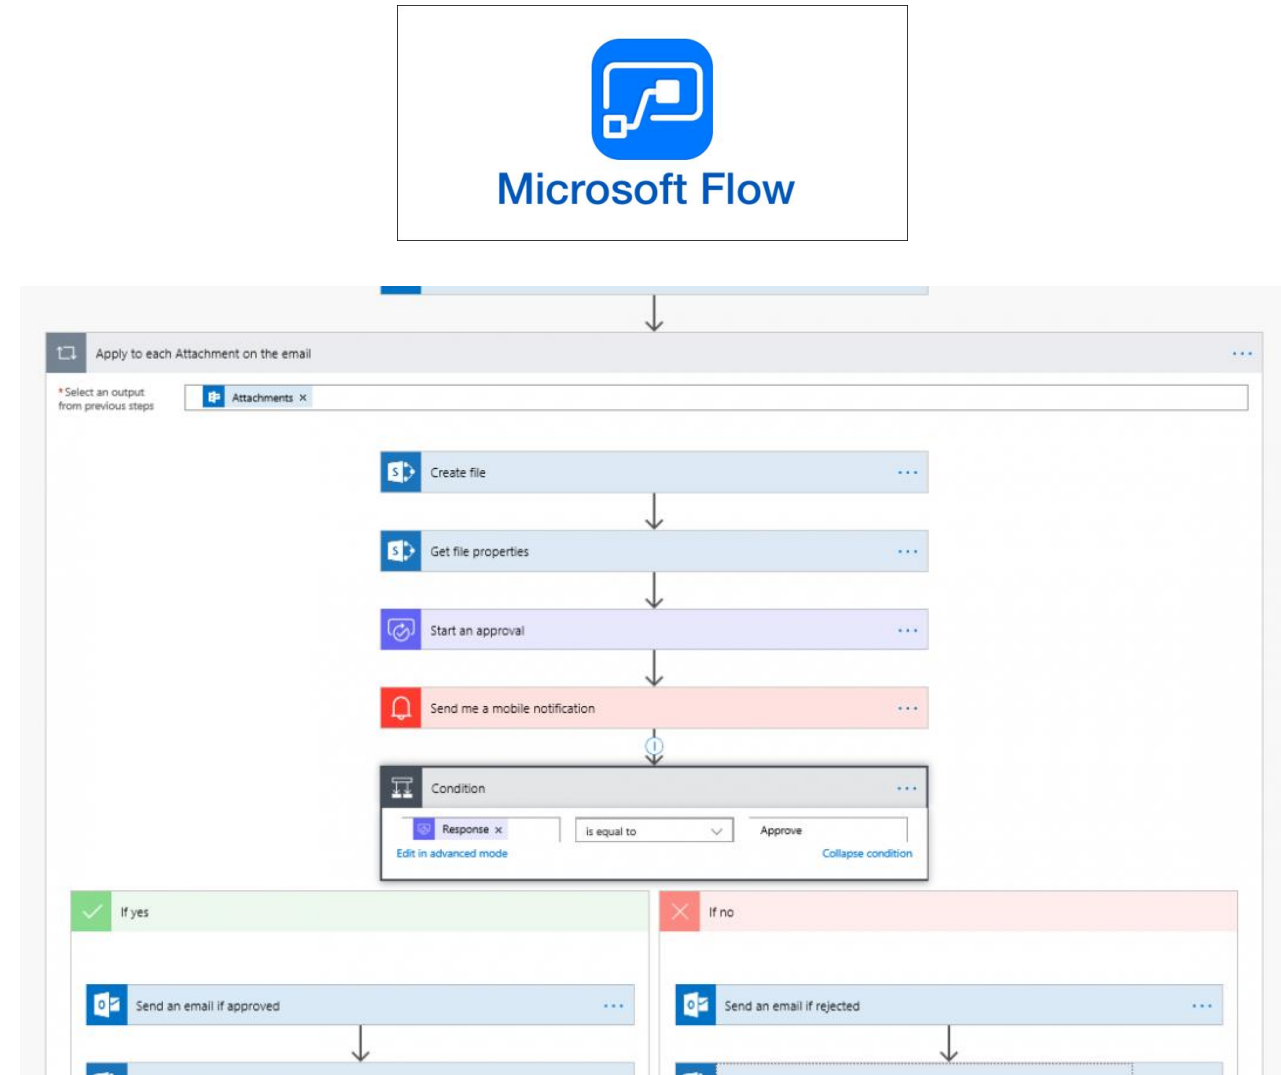 Microsoft Flow
Apply to each Attachment on the email
* Select an output
from previous steps
Attachments ×
Create file
Get file properties
Start an approval
Send me a mobile notification
Condition
Response ×
is equal to
Approve
Edit in advanced mode
Collapse condition
If yes
If no
Send an email if approved
Send an email if rejected